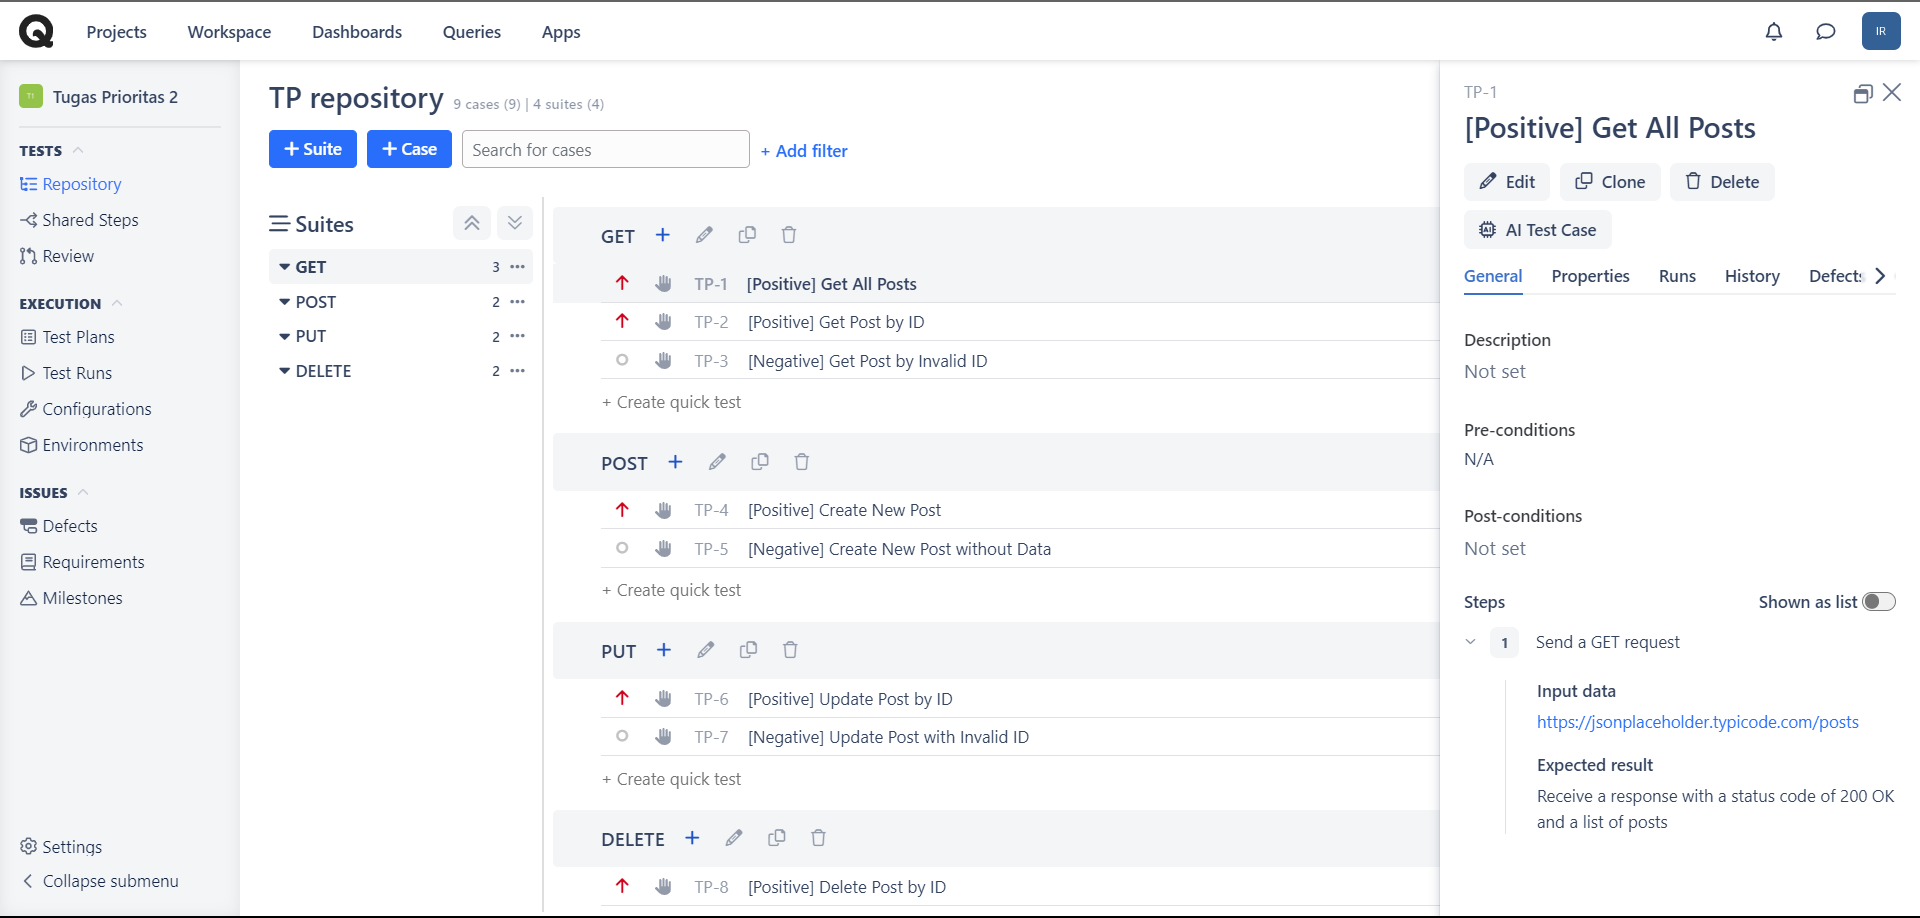 Projects
Workspace
Dashboards
Queries
Apps
IR
T1
Tugas Prioritas 2
TESTS
Repository
Shared Steps
Review
EXECUTION
Test Plans
Test Runs
Configurations
Environments
ISSUES
Defects
Requirements
Milestones
Settings
Collapse submenu
TP repository 9 cases (9) | 4 suites (4)
+ Suite
+ Case
Search for cases
+ Add filter
Suites
GET 3
POST 2
PUT 2
DELETE 2
GET
TP-1 [Positive] Get All Posts
TP-2 [Positive] Get Post by ID
TP-3 [Negative] Get Post by Invalid ID
+ Create quick test
POST
TP-4 [Positive] Create New Post
TP-5 [Negative] Create New Post without Data
+ Create quick test
PUT
TP-6 [Positive] Update Post by ID
TP-7 [Negative] Update Post with Invalid ID
+ Create quick test
DELETE
TP-8 [Positive] Delete Post by ID
TP-1
[Positive] Get All Posts
Edit
Clone
Delete
AI Test Case
General
Properties
Runs
History
Defects
Description
Not set
Pre-conditions
N/A
Post-conditions
Not set
Steps
Shown as list
1 Send a GET request
Input data
https://jsonplaceholder.typicode.com/posts
Expected result
Receive a response with a status code of 200 OK
and a list of posts